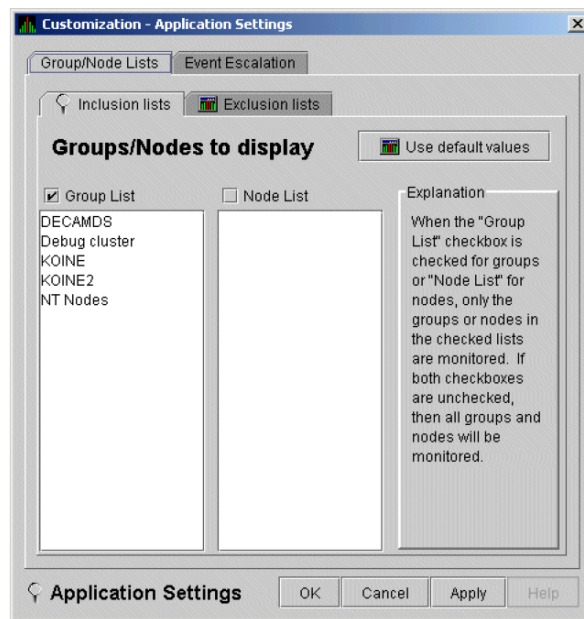 Customization - Application Settings
Group/Node Lists Event Escalation
Inclusion lists Exclusion lists
Groups/Nodes to display
Use default values
Group List
DECAMDS
Debug cluster
KOINE
KOINE2
NT Nodes
Node List
Explanation
When the "Group
List" checkbox is
checked for groups
or "Node List" for
nodes, only the
groups or nodes in
the checked lists
are monitored. If
both checkboxes
are unchecked,
then all groups and
nodes will be
monitored.
Application Settings
OK Cancel Apply Help